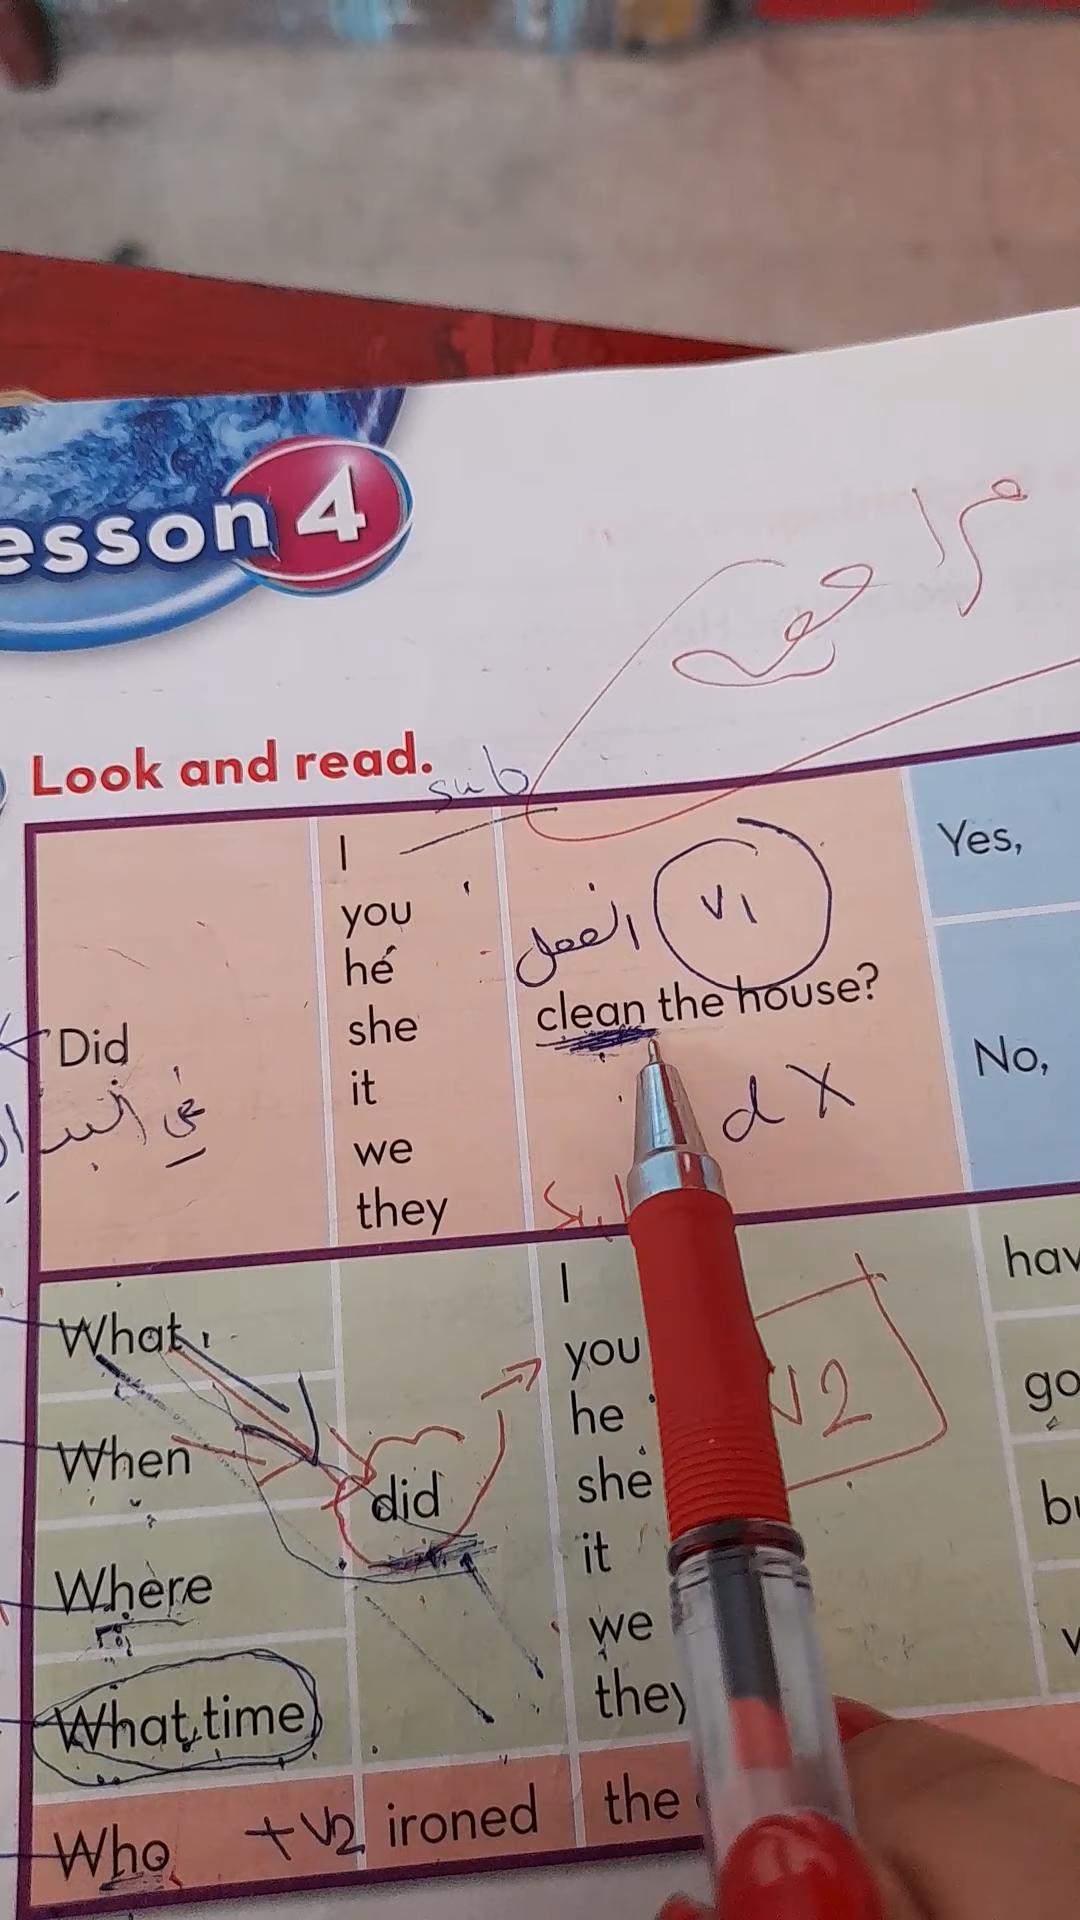 esson 4
مراجعة
Look and read.
sub
I
you
he
she
it
we
they
Did
في البداية
الفعل V1
clean the house?
d X
Yes,
No,
What
When
Where
What time
did
I
you
he
she
it
we
they
V2
hav
go
bu
Who + V2 ironed the